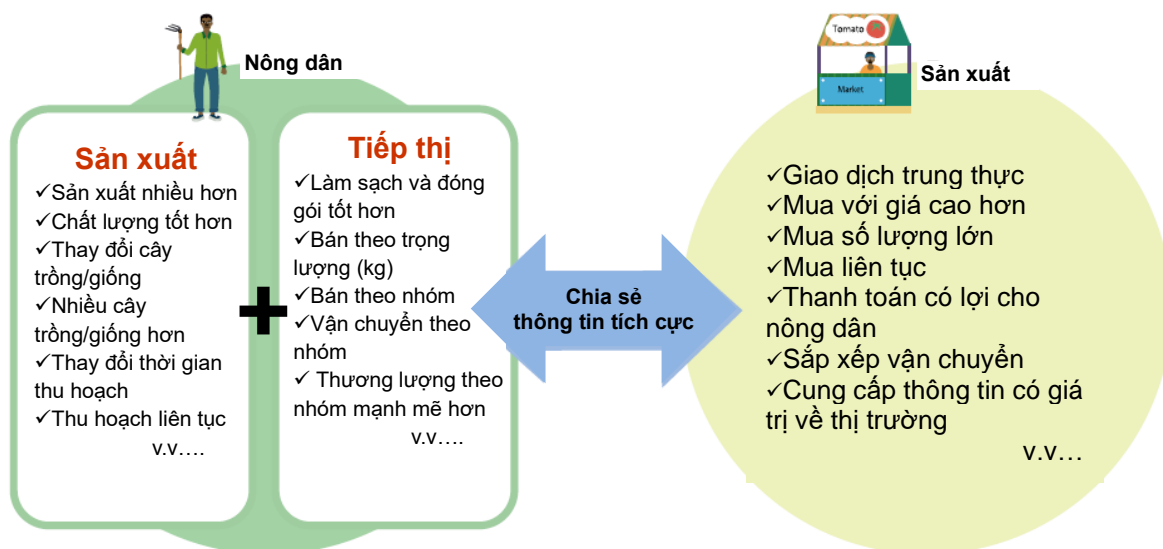 Nông dân
Sản xuất
✓Sản xuất nhiều hơn
✓Chất lượng tốt hơn
✓Thay đổi cây
trồng/giống
✓Nhiều cây
trồng/giống hơn
✓Thay đổi thời gian
thu hoạch
✓Thu hoạch liên tục
v.v….
+
Tiếp thị
✓Làm sạch và đóng
gói tốt hơn
✓Bán theo trọng
lượng (kg)
✓Bán theo nhóm
✓Vận chuyển theo
nhóm
✓ Thương lượng theo
nhóm mạnh mẽ hơn
v.v….
Chia sẻ
thông tin tích cực
Tomato
Market
Sản xuất
✓Giao dịch trung thực
✓Mua với giá cao hơn
✓Mua số lượng lớn
✓Mua liên tục
✓Thanh toán có lợi cho
nông dân
✓Sắp xếp vận chuyển
✓Cung cấp thông tin có giá
trị về thị trường
v.v…